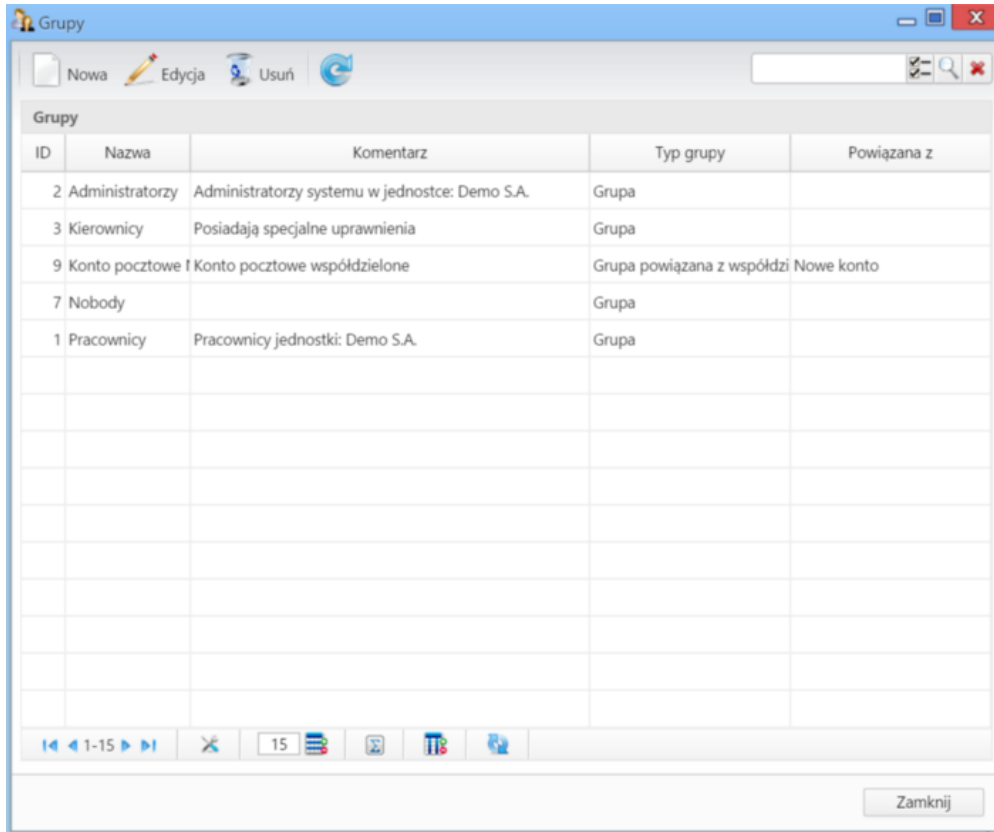 Grupy
Nowa Edycja Usuń
Grupy
ID Nazwa Komentarz Typ grupy Powiązana z
2 Administratorzy Administratorzy systemu w jednostce: Demo S.A. Grupa
3 Kierownicy Posiadają specjalne uprawnienia Grupa
9 Konto pocztowe Konto pocztowe współdzielone Grupa powiązana z współdzi Nowe konto
7 Nobody Grupa
1 Pracownicy Pracownicy jednostki: Demo S.A. Grupa
1-15 15
Zamknij